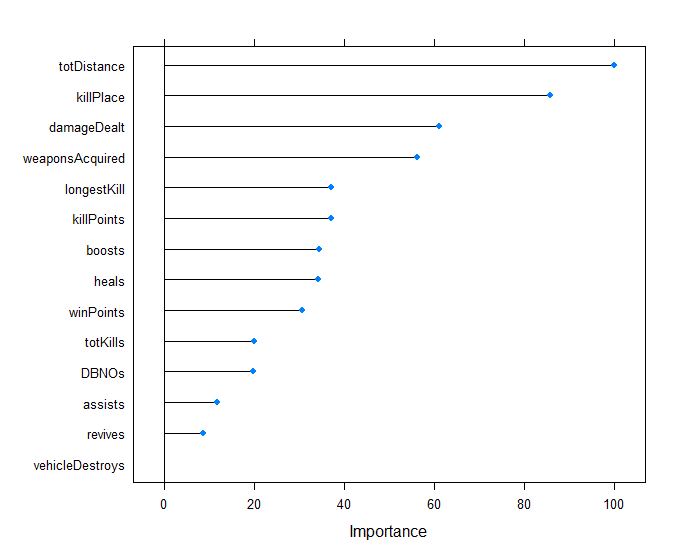 totDistance
killPlace
damageDealt
weaponsAcquired
longestKill
killPoints
boosts
heals
winPoints
totKills
DBNOs
assists
revives
vehicleDestroys
0 20 40 60 80 100
Importance